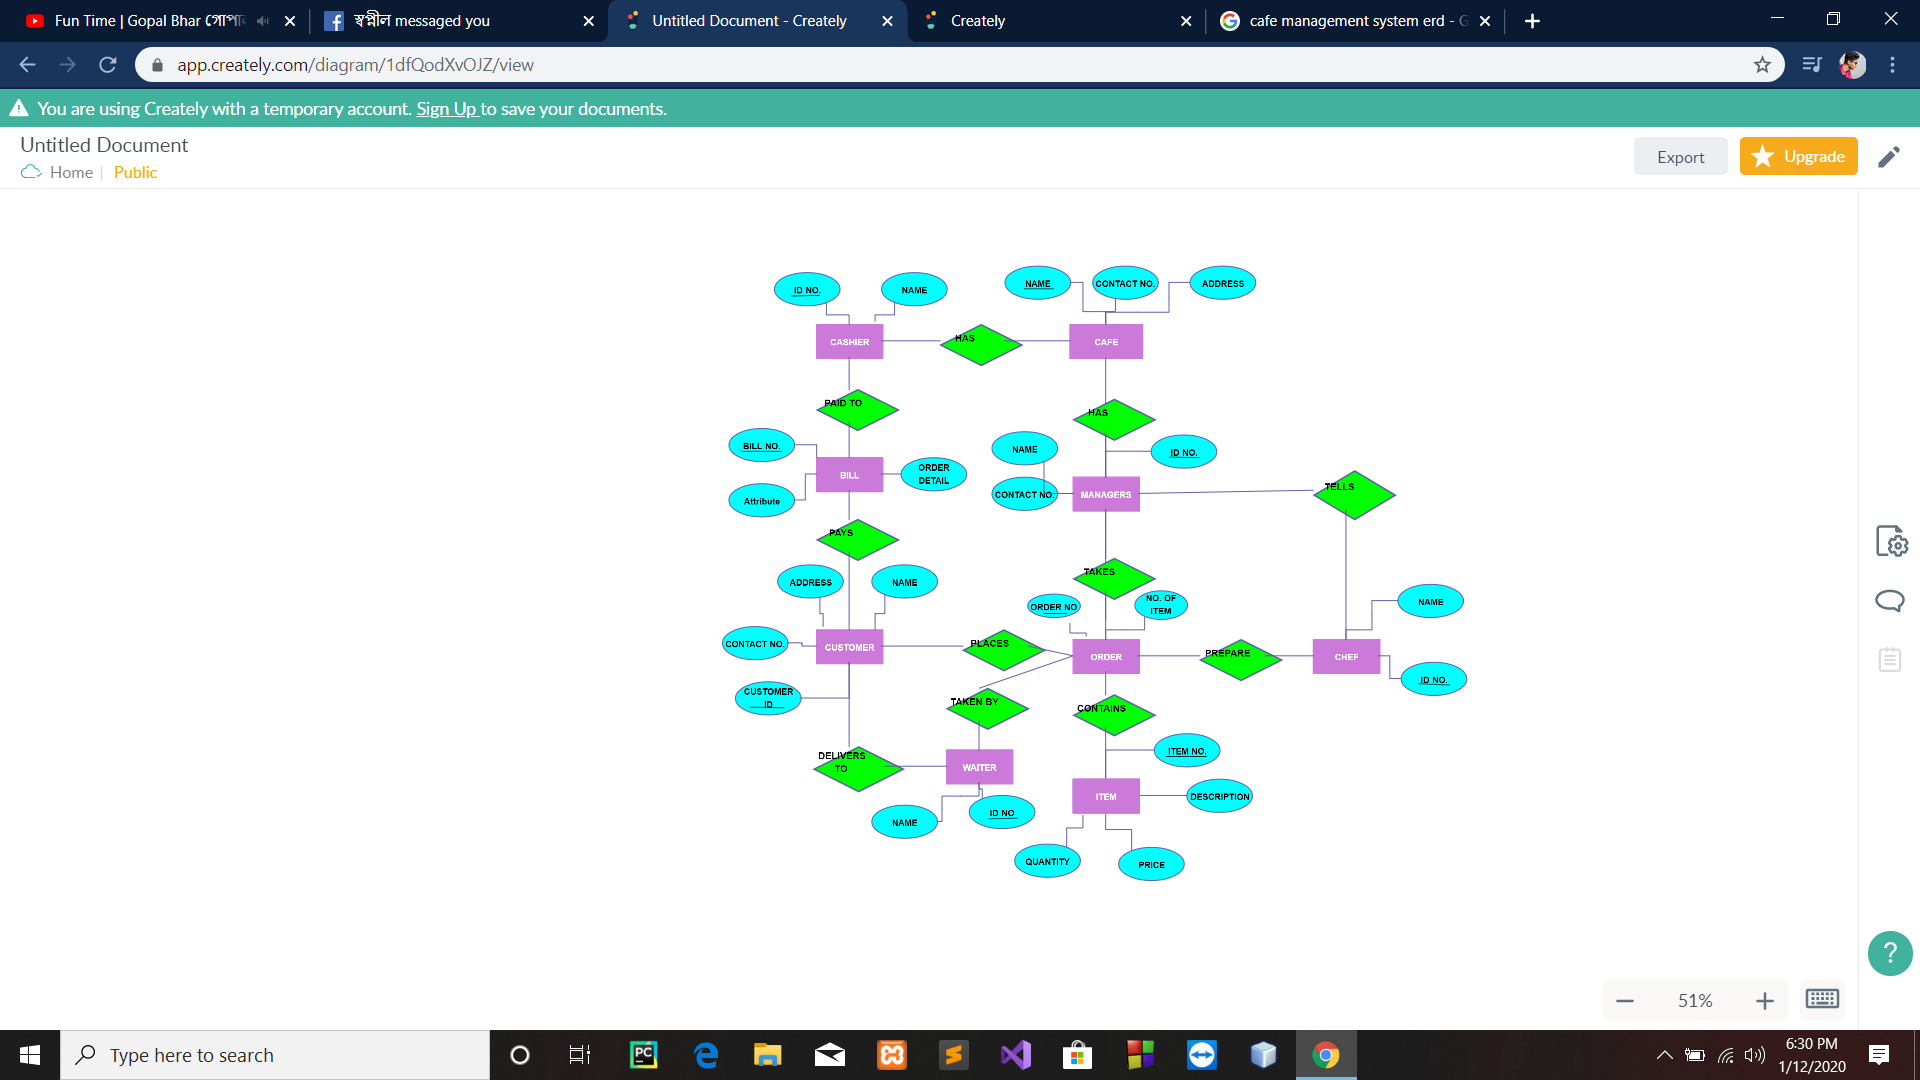 Fun Time | Gopal Bhar গোপাল
স্বপ্নীল messaged you
Untitled Document - Creately
Creately
cafe management system erd - G
app.creately.com/diagram/1dfQodXvOJZ/view
You are using Creately with a temporary account. Sign Up to save your documents.
Untitled Document
Home | Public
Export
Upgrade
ID NO.
NAME
NAME
CONTACT NO.
ADDRESS
CASHIER
HAS
CAFE
PAID TO
HAS
BILL NO.
NAME
ID NO.
BILL
ORDER
DETAIL
Attribute
CONTACT NO.
MANAGERS
TELLS
PAYS
TAKES
ADDRESS
NAME
ORDER NO
NO. OF
ITEM
NAME
CONTACT NO.
CUSTOMER
PLACES
ORDER
PREPARE
CHEF
ID NO.
CUSTOMER
ID
TAKEN BY
CONTAINS
DELIVERS
TO
WAITER
ITEM NO.
ITEM
DESCRIPTION
NAME
ID NO
QUANTITY
PRICE
?
51%
Type here to search
PC
6:30 PM
1/12/2020